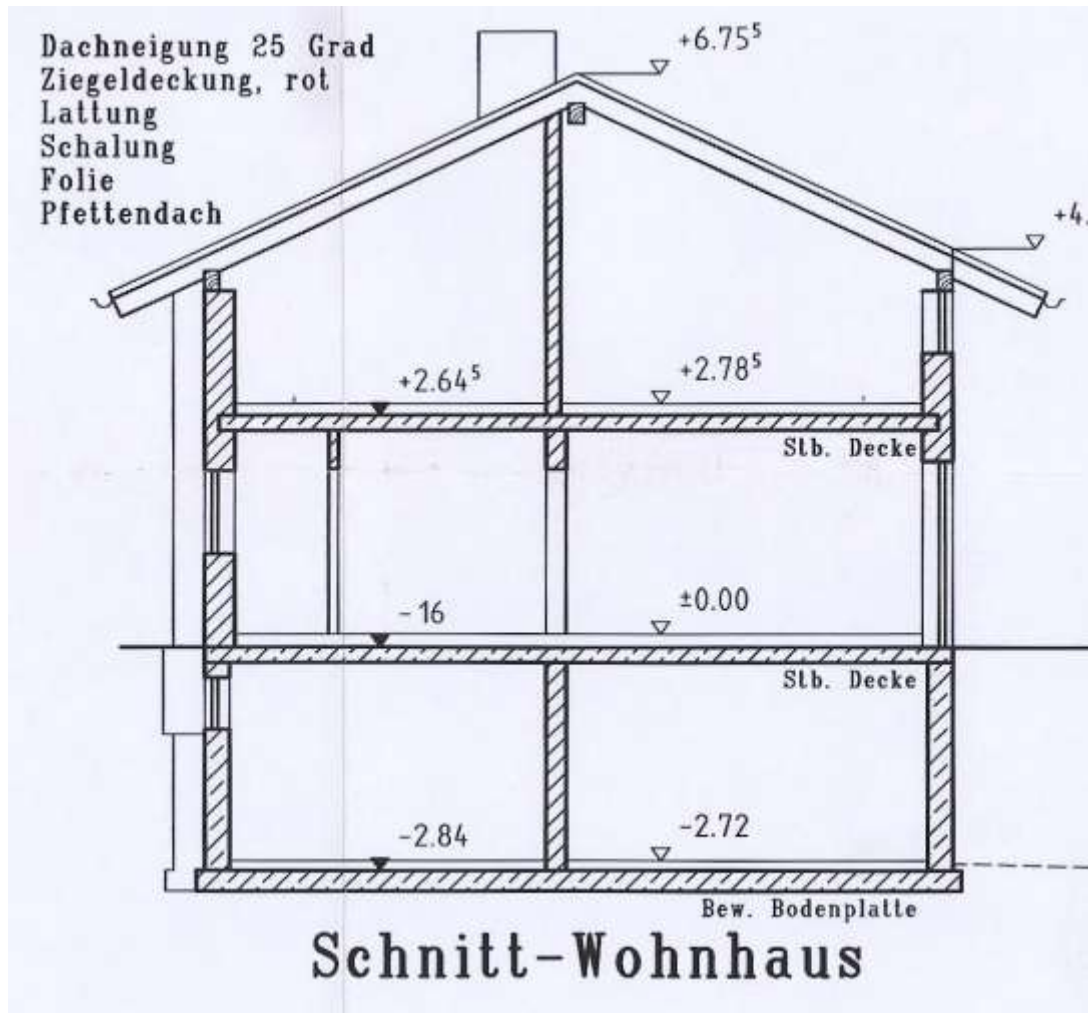 Dachneigung 25 Grad
Ziegeldeckung, rot
Lattung
Schalung
Folie
Pfettendach
+6.75⁵
+4.
+2.64⁵
+2.78⁵
Stb. Decke
-16
±0.00
Stb. Decke
-2.84
-2.72
Bew. Bodenplatte
Schnitt-Wohnhaus